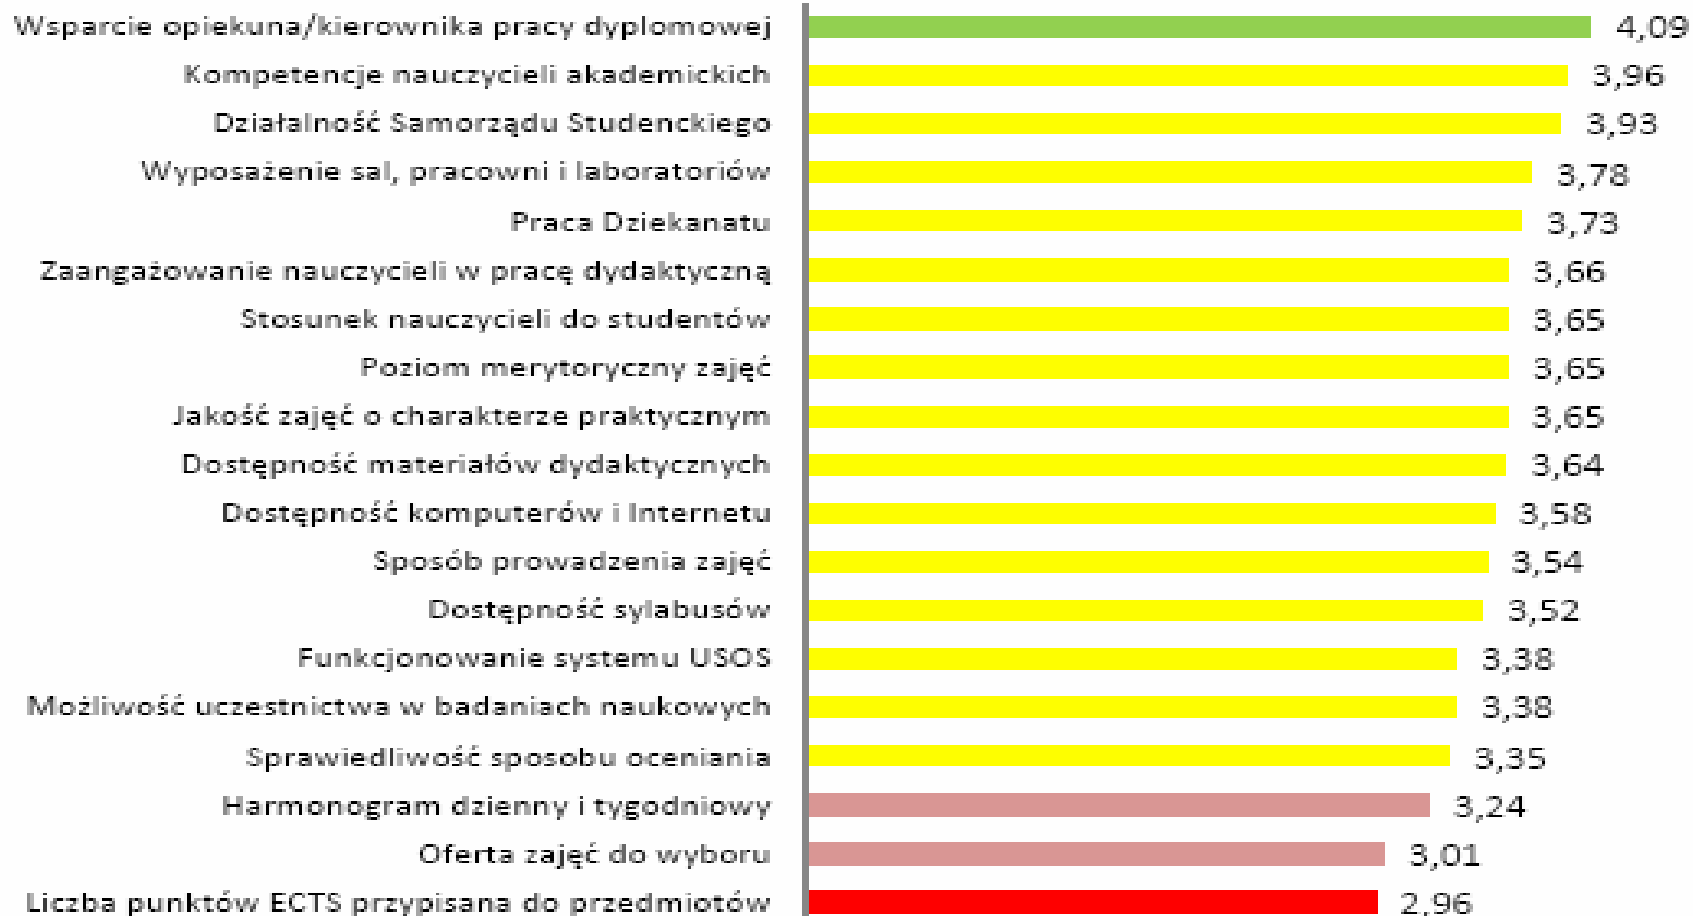 Wsparcie opiekuna/kierownika pracy dyplomowej 4,09
Kompetencje nauczycieli akademickich 3,96
Działalność Samorządu Studenckiego 3,93
Wyposażenie sal, pracowni i laboratoriów 3,78
Praca Dziekanatu 3,73
Zaangażowanie nauczycieli w pracę dydaktyczną 3,66
Stosunek nauczycieli do studentów 3,65
Poziom merytoryczny zajęć 3,65
Jakość zajęć o charakterze praktycznym 3,65
Dostępność materiałów dydaktycznych 3,64
Dostępność komputerów i Internetu 3,58
Sposób prowadzenia zajęć 3,54
Dostępność sylabusów 3,52
Funkcjonowanie systemu USOS 3,38
Możliwość uczestnictwa w badaniach naukowych 3,38
Sprawiedliwość sposobu oceniania 3,35
Harmonogram dzienny i tygodniowy 3,24
Oferta zajęć do wyboru 3,01
Liczba punktów ECTS przypisana do przedmiotów 2,96